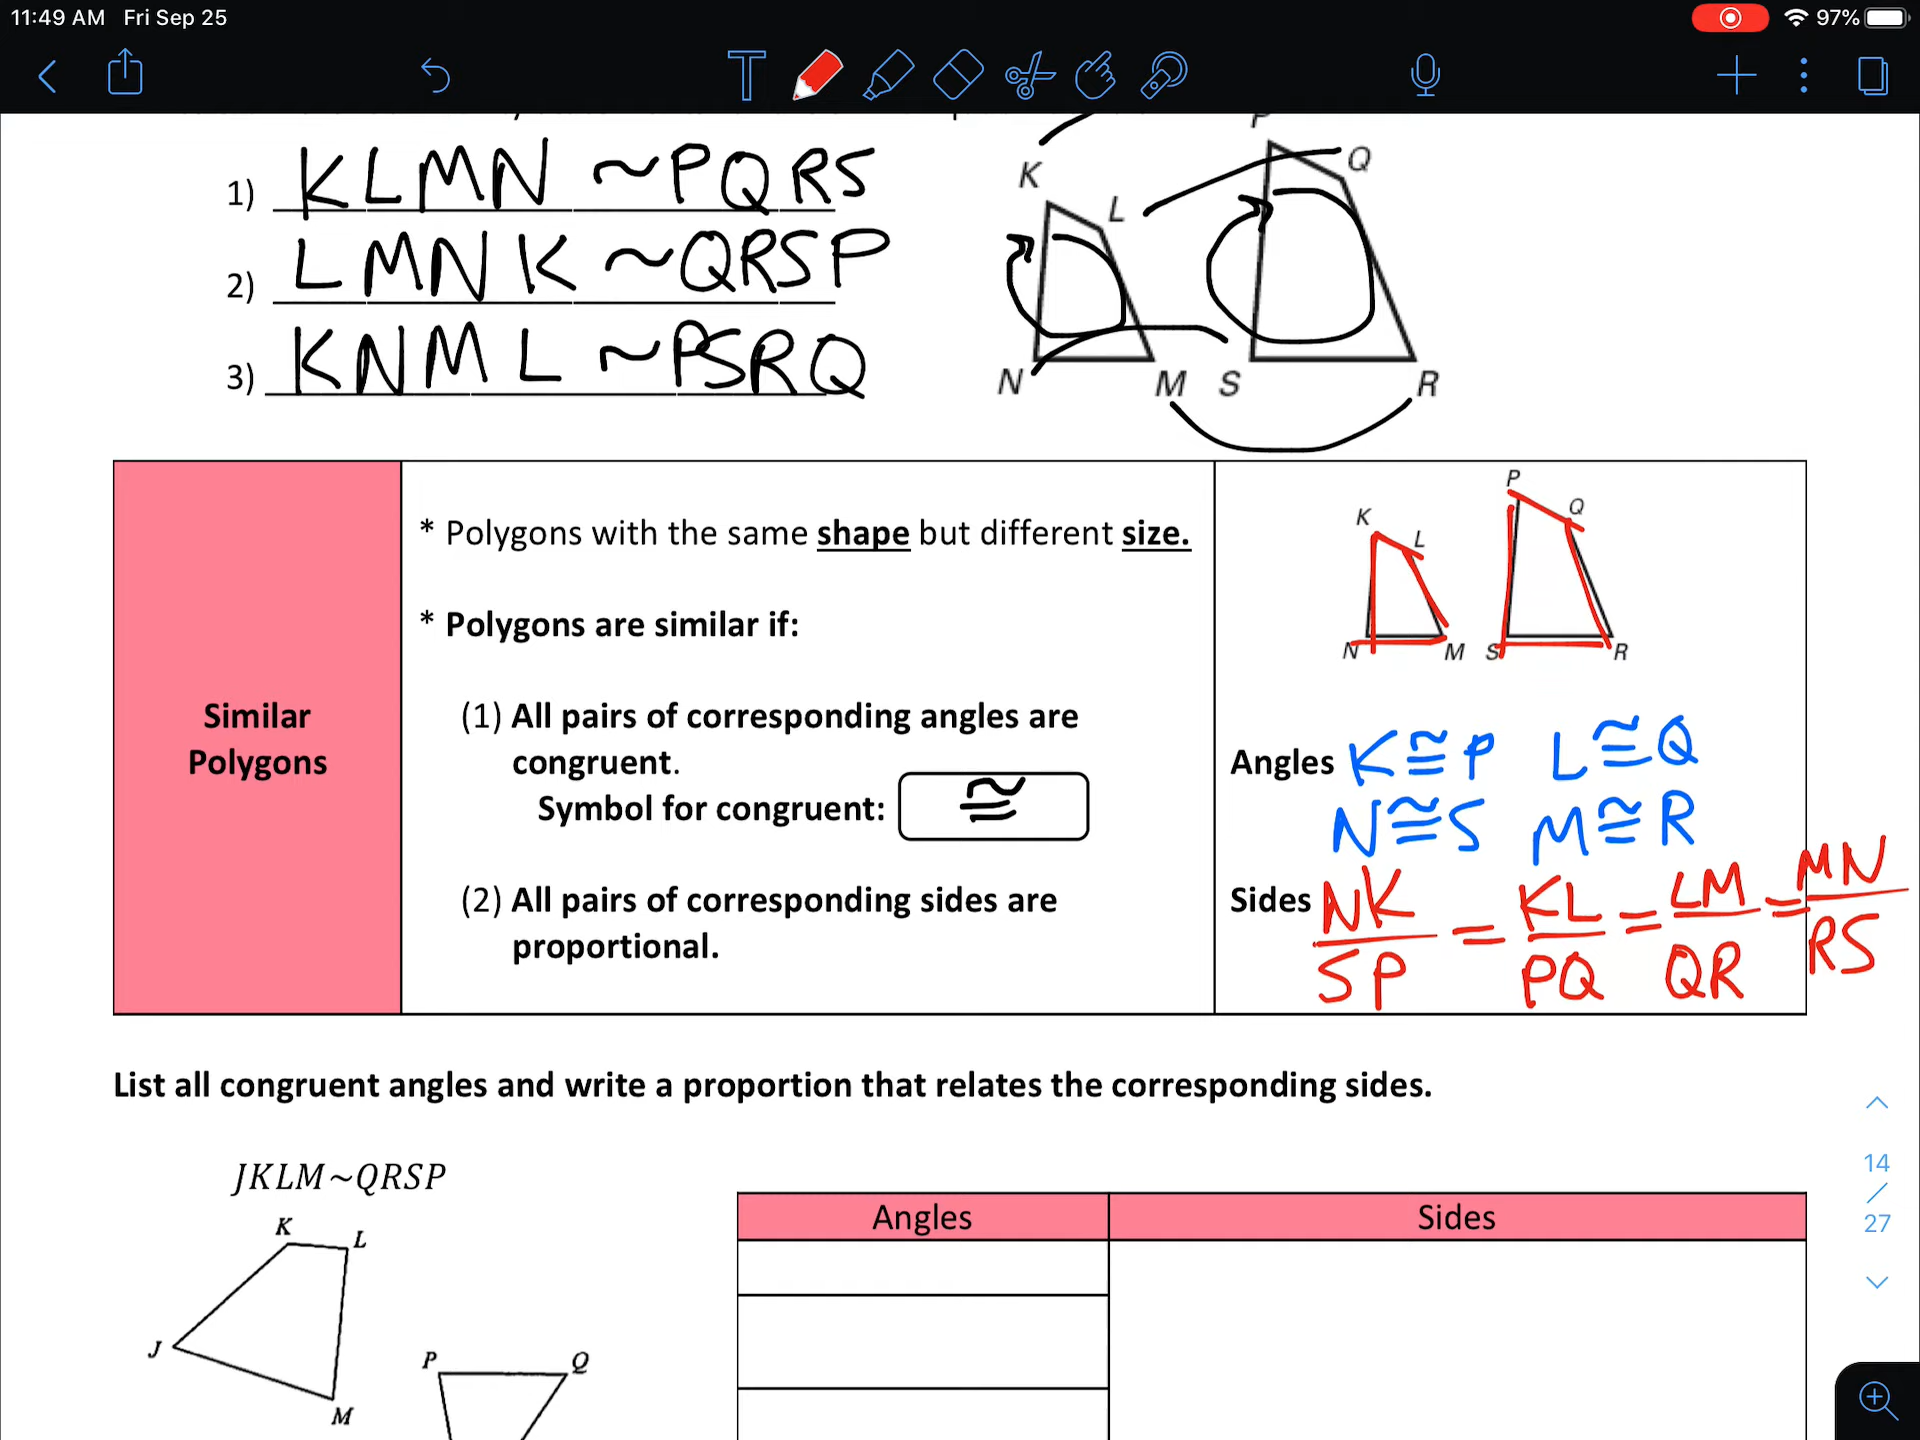 11:49 AM Fri Sep 25
97%
1) KLMN ~PQRS
2) LMNK ~QRSP
3) KNML ~PSRQ
P
Q
K
L
N
M
S
R
Similar
Polygons
* Polygons with the same shape but different size.
* Polygons are similar if:
(1) All pairs of corresponding angles are
congruent.
Symbol for congruent: ≅
(2) All pairs of corresponding sides are
proportional.
P
Q
K
L
N
M
S
R
Angles K≅P L≅Q
N≅S M≅R
Sides NK/SP = KL/PQ = LM/QR = MN/RS
List all congruent angles and write a proportion that relates the corresponding sides.
JKLM~QRSP
K
L
J
M
P
Q
Angles Sides
14
/
27